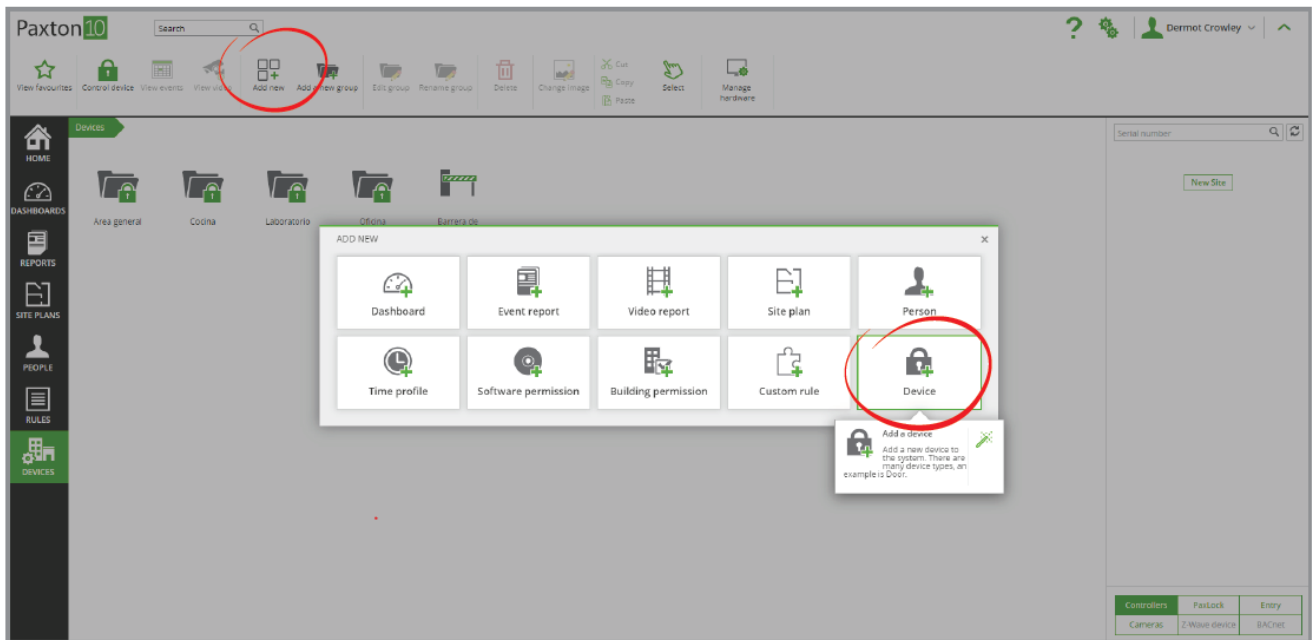 Paxton 10
Search
Dermot Crowley
View favourites
Control device
View events
View video
Add new
Add a new group
Edit group
Rename group
Delete
Change image
Cut
Copy
Paste
Select
Manage
hardware
HOME
DASHBOARDS
REPORTS
SITE PLANS
PEOPLE
RULES
DEVICES
Devices
Area general
Cocina
Laboratorio
Oficina
Barrera de
Serial number
New Site
ADD NEW
Dashboard
Event report
Video report
Site plan
Person
Time profile
Software permission
Building permission
Custom rule
Device
Add a device
Add a new device to
the system. There are
many device types, an
example is Door.
Controllers
PaxLock
Entry
Cameras
Z-Wave device
BACnet